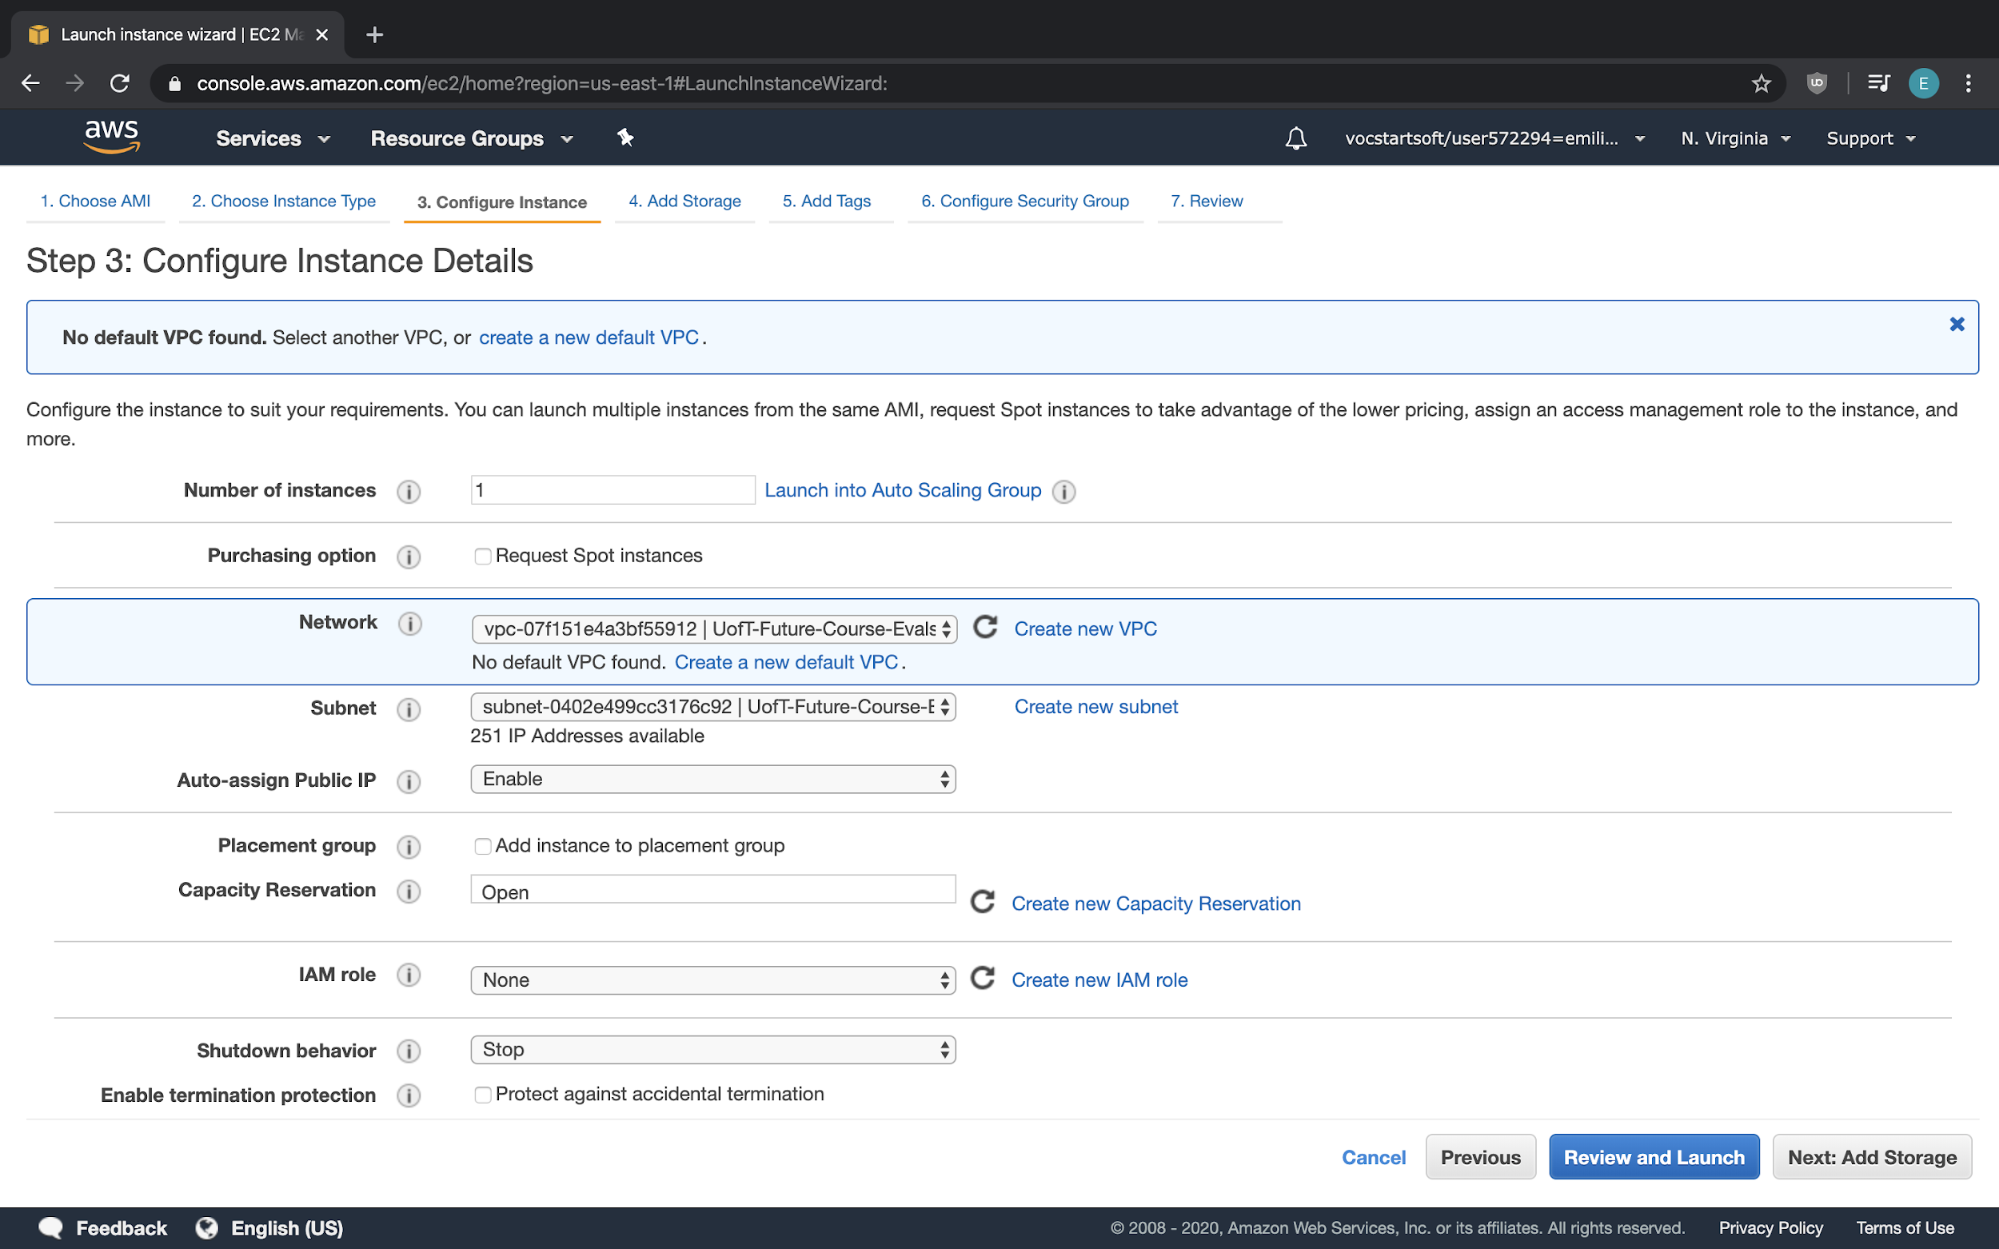 Launch instance wizard | EC2 Ma
console.aws.amazon.com/ec2/home?region=us-east-1#LaunchInstanceWizard:
E
aws Services Resource Groups vocstartsoft/user572294=emili... N. Virginia Support
1. Choose AMI 2. Choose Instance Type 3. Configure Instance 4. Add Storage 5. Add Tags 6. Configure Security Group 7. Review
Step 3: Configure Instance Details
No default VPC found. Select another VPC, or create a new default VPC.
Configure the instance to suit your requirements. You can launch multiple instances from the same AMI, request Spot instances to take advantage of the lower pricing, assign an access management role to the instance, and
more.
Number of instances 1 Launch into Auto Scaling Group
Purchasing option Request Spot instances
Network vpc-07f151e4a3bf55912 | UofT-Future-Course-Evals Create new VPC
No default VPC found. Create a new default VPC.
Subnet subnet-0402e499cc3176c92 | UofT-Future-Course-E Create new subnet
251 IP Addresses available
Auto-assign Public IP Enable
Placement group Add instance to placement group
Capacity Reservation Open Create new Capacity Reservation
IAM role None Create new IAM role
Shutdown behavior Stop
Enable termination protection Protect against accidental termination
Cancel Previous Review and Launch Next: Add Storage
Feedback English (US) © 2008 - 2020, Amazon Web Services, Inc. or its affiliates. All rights reserved. Privacy Policy Terms of Use